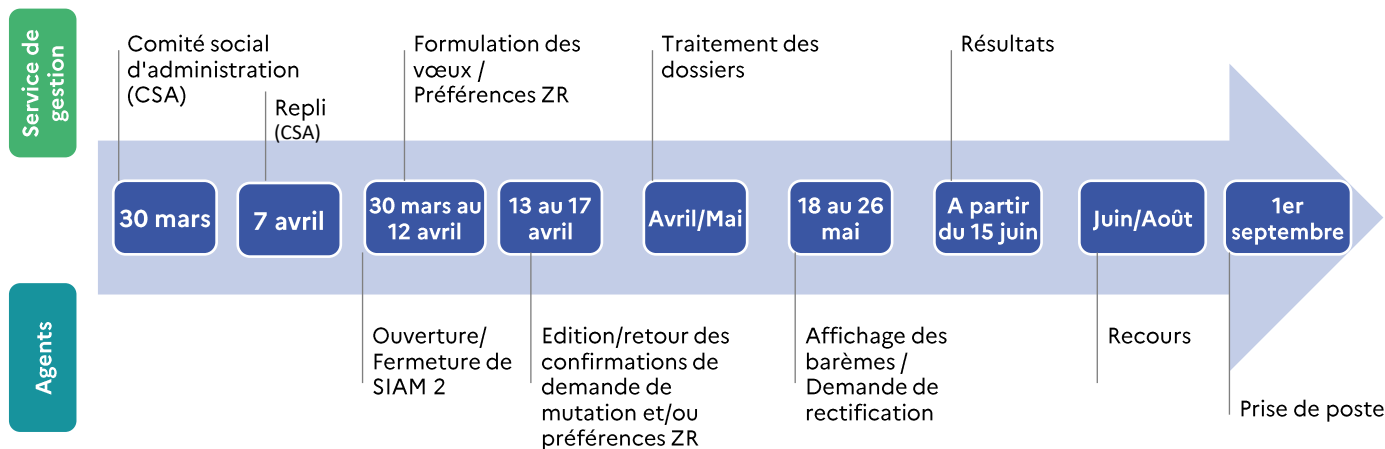 Service de
gestion
Comité social
d'administration
(CSA)
Repli
(CSA)
Formulation des
vœux /
Préférences ZR
Traitement des
dossiers
Résultats
30 mars
7 avril
30 mars au
12 avril
13 au 17
avril
Avril/Mai
18 au 26
mai
A partir
du 15 juin
Juin/Août
1er
septembre
Agents
Ouverture/
Fermeture de
SIAM 2
Edition/retour des
confirmations de
demande de
mutation et/ou
préférences ZR
Affichage des
barèmes /
Demande de
rectification
Recours
Prise de poste